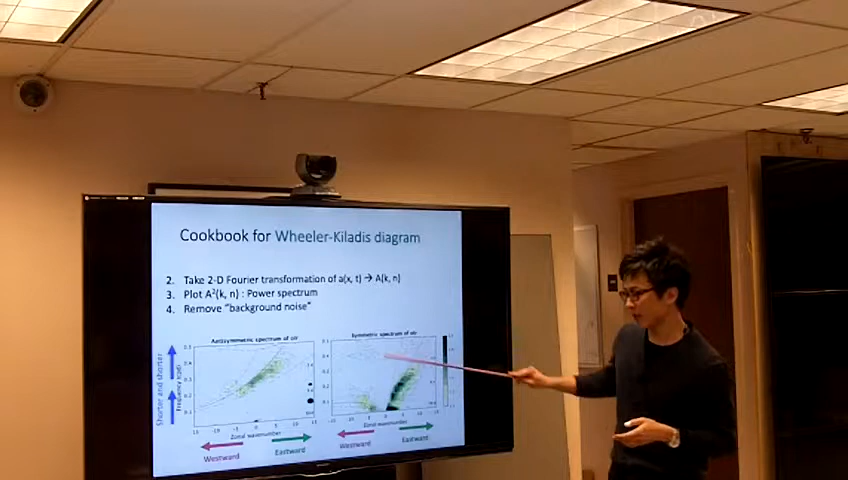 Cookbook for Wheeler-Kiladis diagram
2. Take 2-D Fourier transformation of a(x, t) → A(k, n)
3. Plot A²(k, n) : Power spectrum
4. Remove "background noise"
Antisymmetric spectrum of olr
Symmetric spectrum of olr
Shorter and shorter
Frequency (cpd)
Zonal wavenumber
Zonal wavenumber
Westward
Eastward
Westward
Eastward